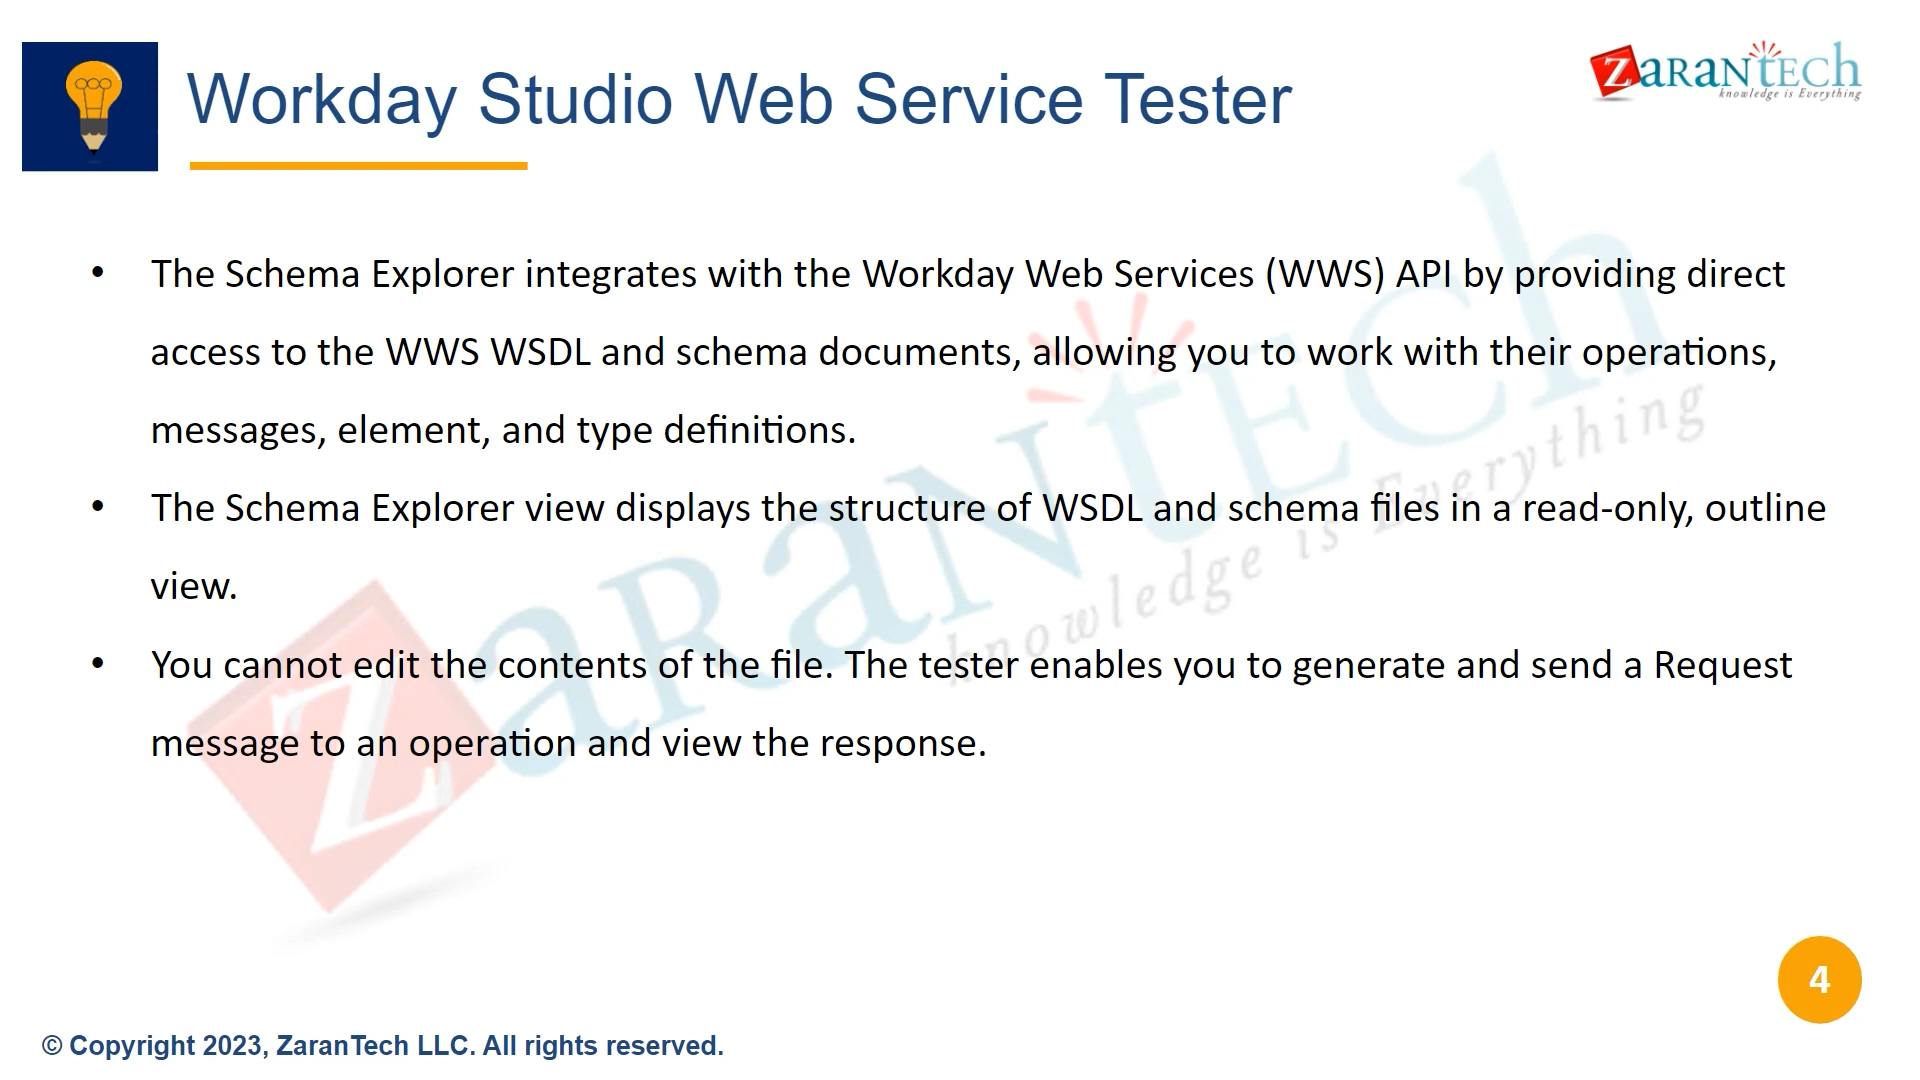 Workday Studio Web Service Tester
ZaranTech
knowledge is Everything
• The Schema Explorer integrates with the Workday Web Services (WWS) API by providing direct
access to the WWS WSDL and schema documents, allowing you to work with their operations,
messages, element, and type definitions.
• The Schema Explorer view displays the structure of WSDL and schema files in a read-only, outline
view.
• You cannot edit the contents of the file. The tester enables you to generate and send a Request
message to an operation and view the response.
ZaranTech
knowledge is Everything
4
© Copyright 2023, ZaranTech LLC. All rights reserved.